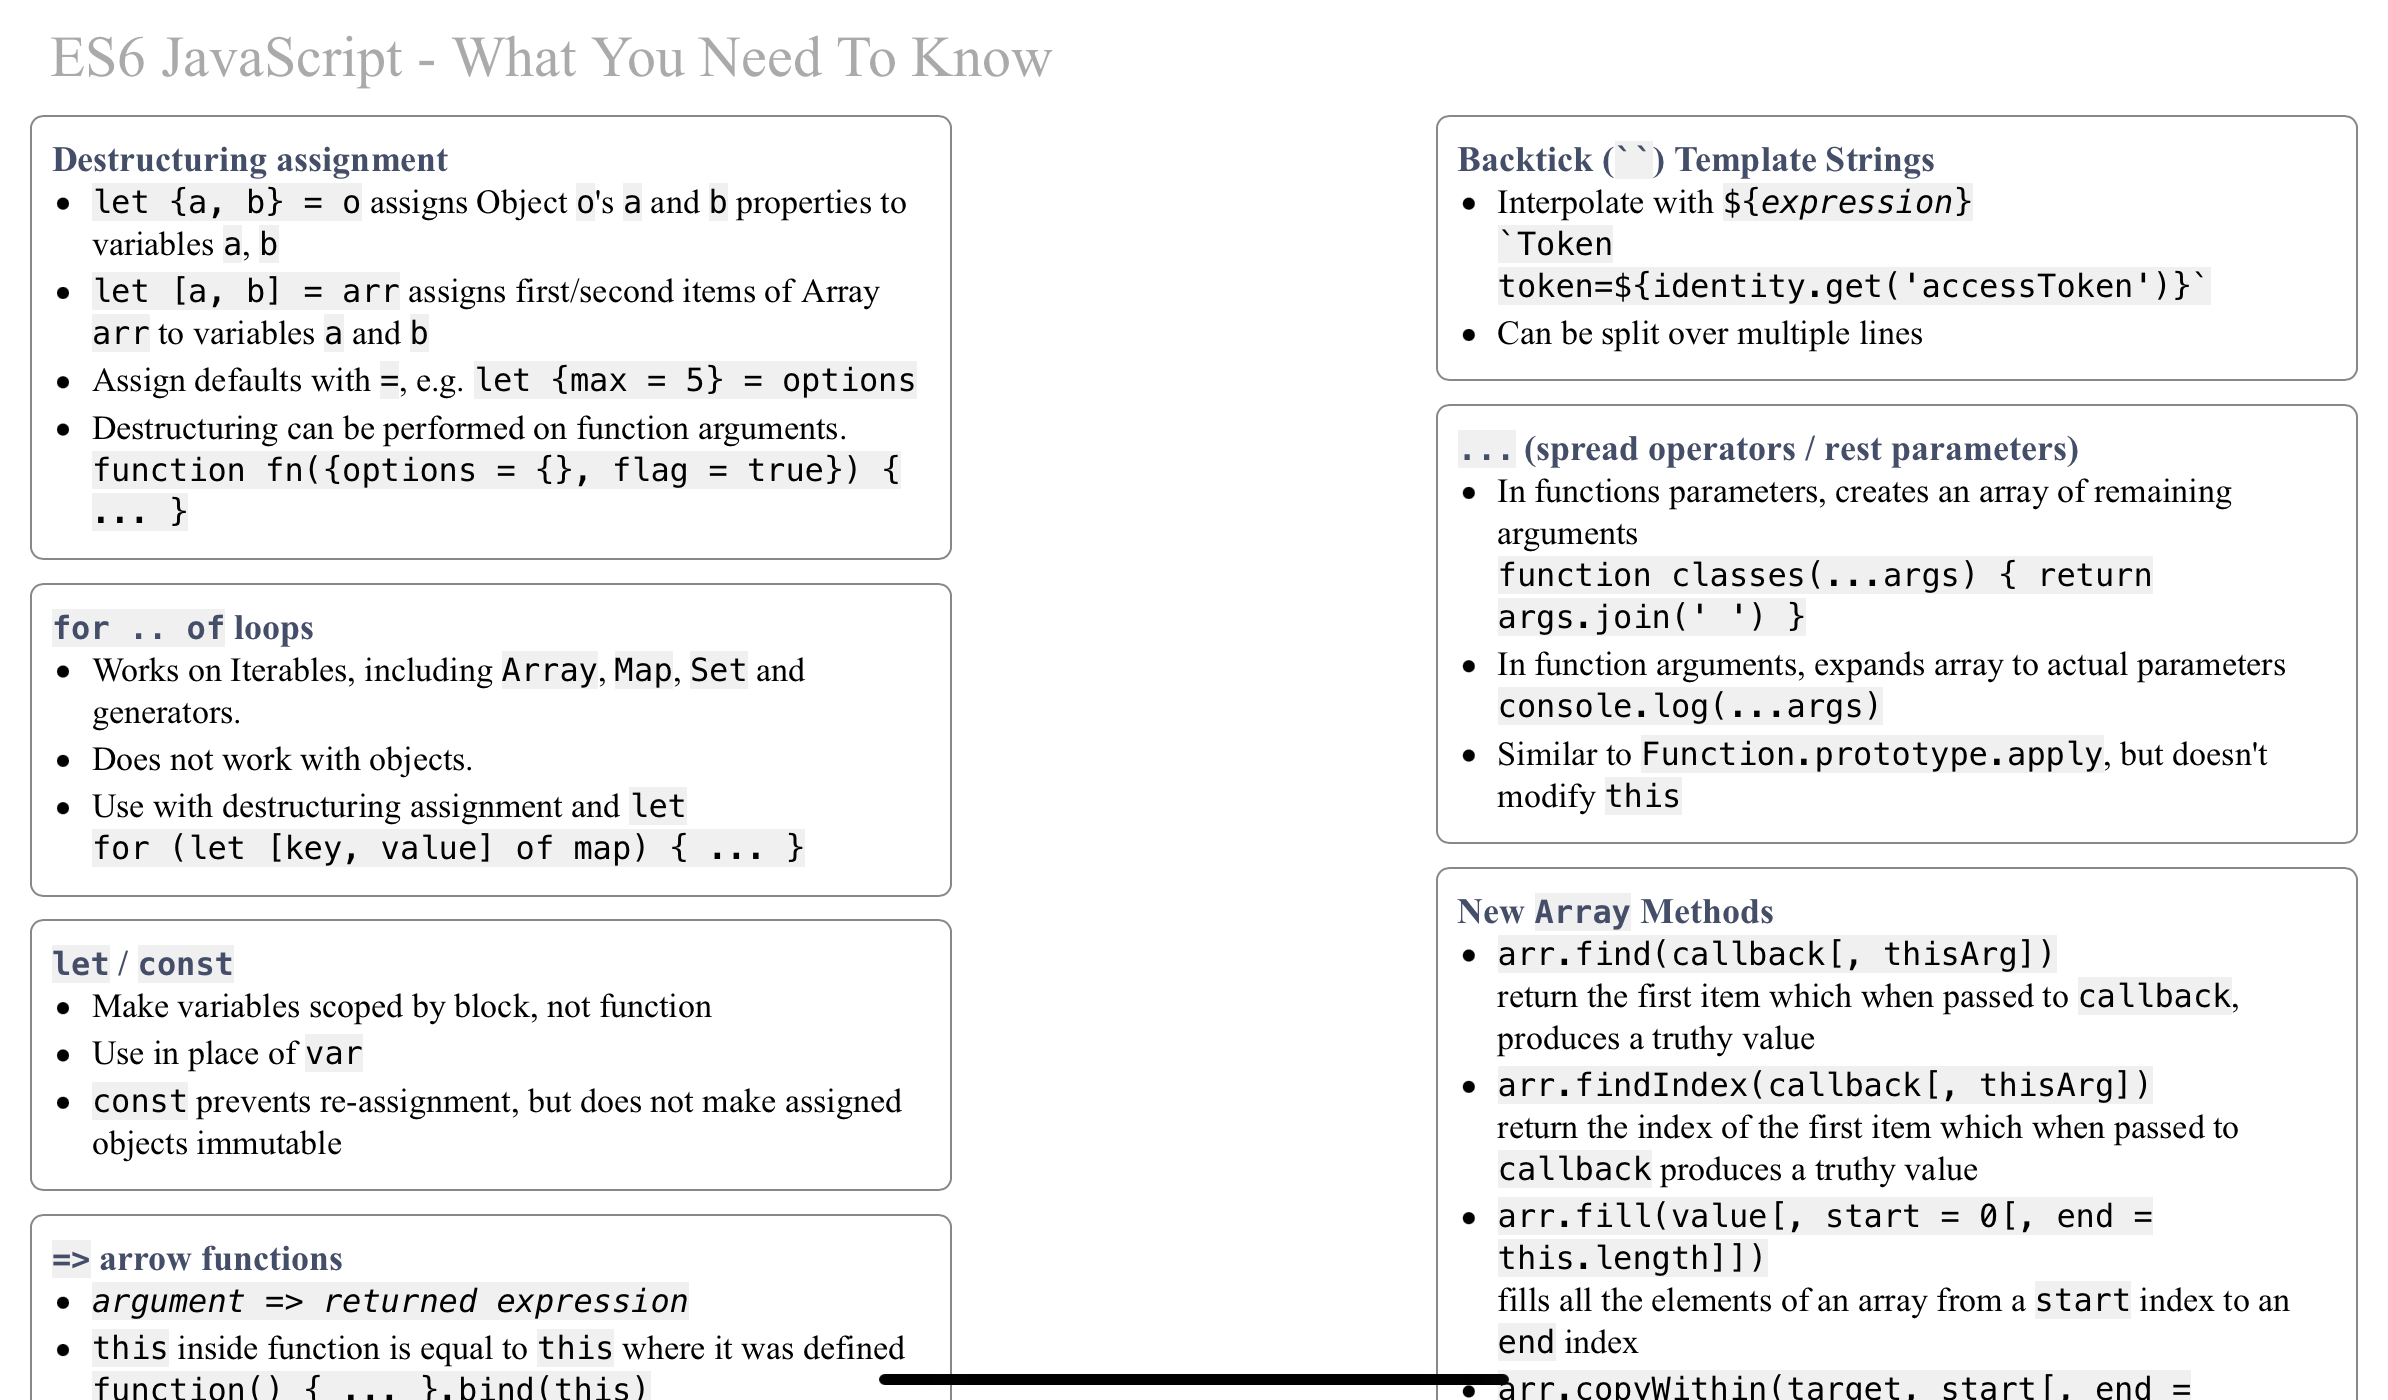 ES6 JavaScript - What You Need To Know
Destructuring assignment
let {a, b} = o assigns Object o's a and b properties to
variables a, b
let [a, b] = arr assigns first/second items of Array
arr to variables a and b
Assign defaults with =, e.g. let {max = 5} = options
Destructuring can be performed on function arguments.
function fn({options = {}, flag = true}) {
... }
for .. of loops
Works on Iterables, including Array, Map, Set and
generators.
Does not work with objects.
Use with destructuring assignment and let
for (let [key, value] of map) { ... }
let / const
Make variables scoped by block, not function
Use in place of var
const prevents re-assignment, but does not make assigned
objects immutable
=> arrow functions
argument => returned expression
this inside function is equal to this where it was defined
function() { ... }.bind(this)
Backtick (``) Template Strings
Interpolate with ${expression}
`Token
token=${identity.get('accessToken')}`
Can be split over multiple lines
... (spread operators / rest parameters)
In functions parameters, creates an array of remaining
arguments
function classes(...args) { return
args.join(' ') }
In function arguments, expands array to actual parameters
console.log(...args)
Similar to Function.prototype.apply, but doesn't
modify this
New Array Methods
arr.find(callback[, thisArg])
return the first item which when passed to callback,
produces a truthy value
arr.findIndex(callback[, thisArg])
return the index of the first item which when passed to
callback produces a truthy value
arr.fill(value[, start = 0[, end =
this.length]])
fills all the elements of an array from a start index to an
end index
arr.copyWithin(target, start[, end =